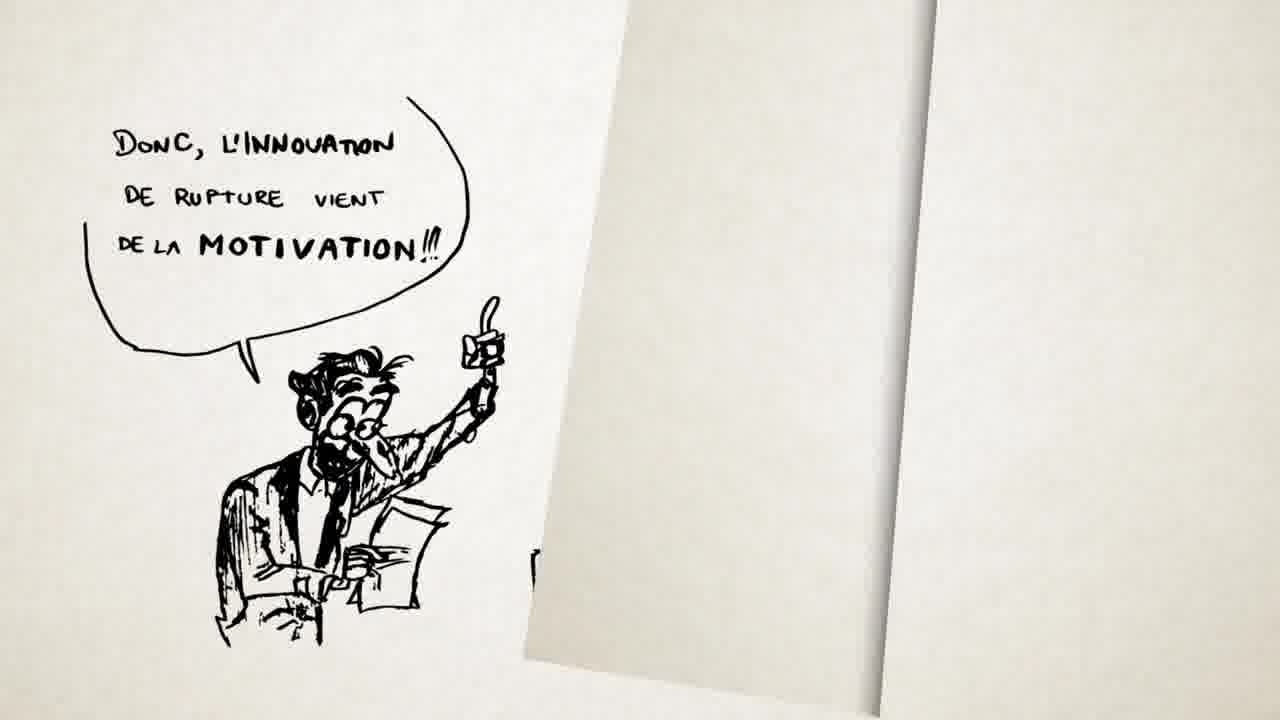 DONC, L'INNOVATION
DE RUPTURE VIENT
DE LA MOTIVATION!!!